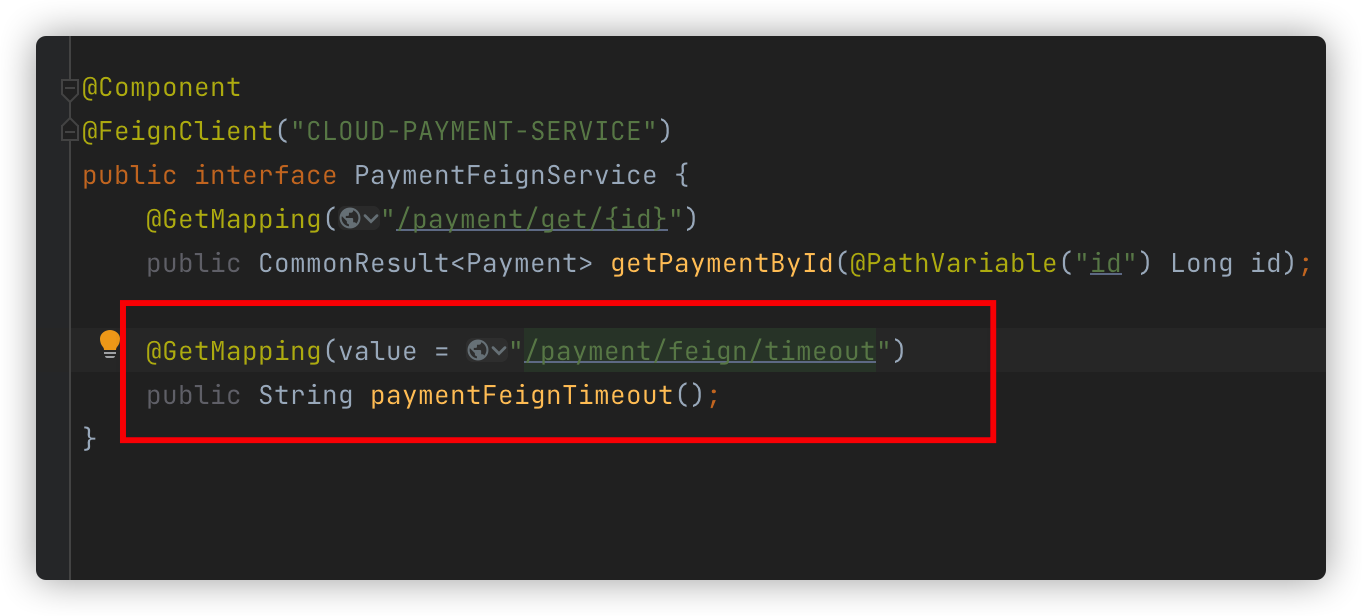 @Component
@FeignClient("CLOUD-PAYMENT-SERVICE")
public interface PaymentFeignService {
@GetMapping("/payment/get/{id}")
public CommonResult<Payment> getPaymentById(@PathVariable("id") Long id);
@GetMapping(value = "/payment/feign/timeout")
public String paymentFeignTimeout();
}